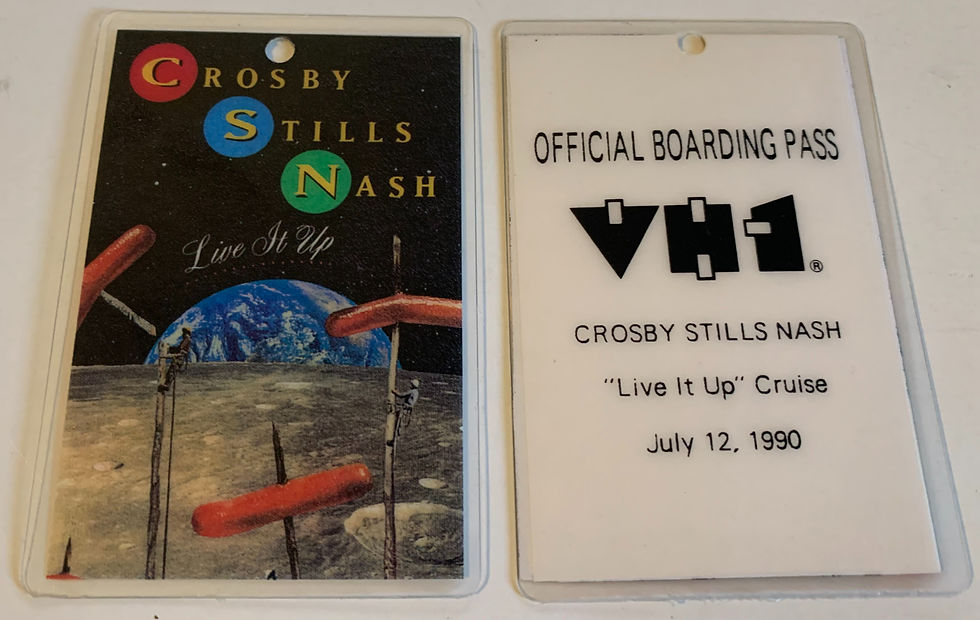 CROSBY
STILLS
NASH
Live It Up
OFFICIAL BOARDING PASS
VH1®
CROSBY STILLS NASH
"Live It Up" Cruise
July 12, 1990